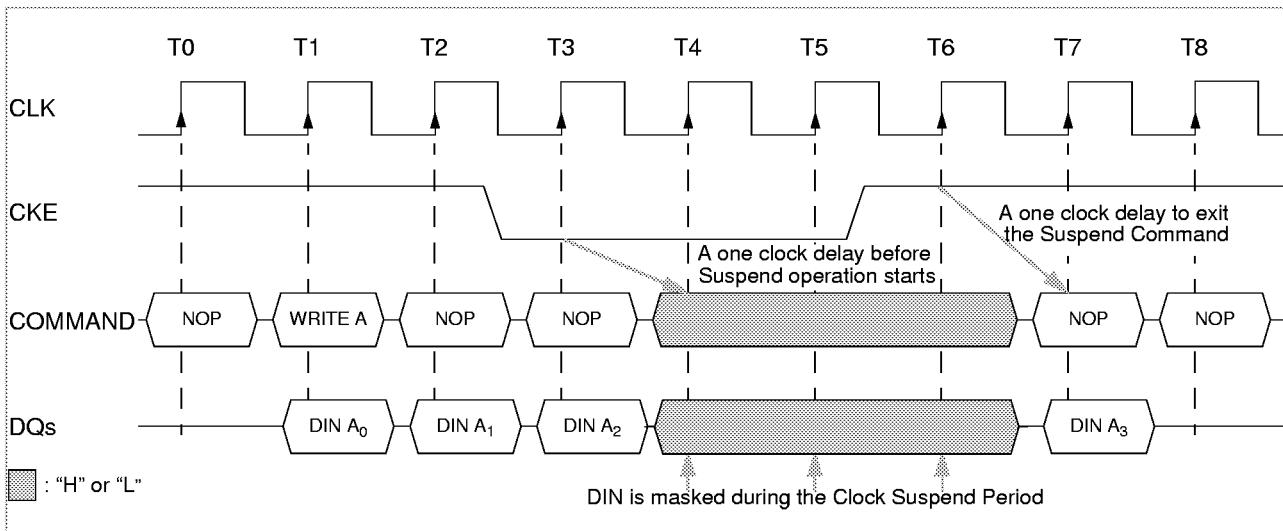 T0 T1 T2 T3 T4 T5 T6 T7 T8
CLK
CKE
A one clock delay to exit
the Suspend Command
A one clock delay before
Suspend operation starts
COMMAND NOP WRITE A NOP NOP NOP NOP
DQs DIN A0 DIN A1 DIN A2 DIN A3
: “H” or “L”
DIN is masked during the Clock Suspend Period